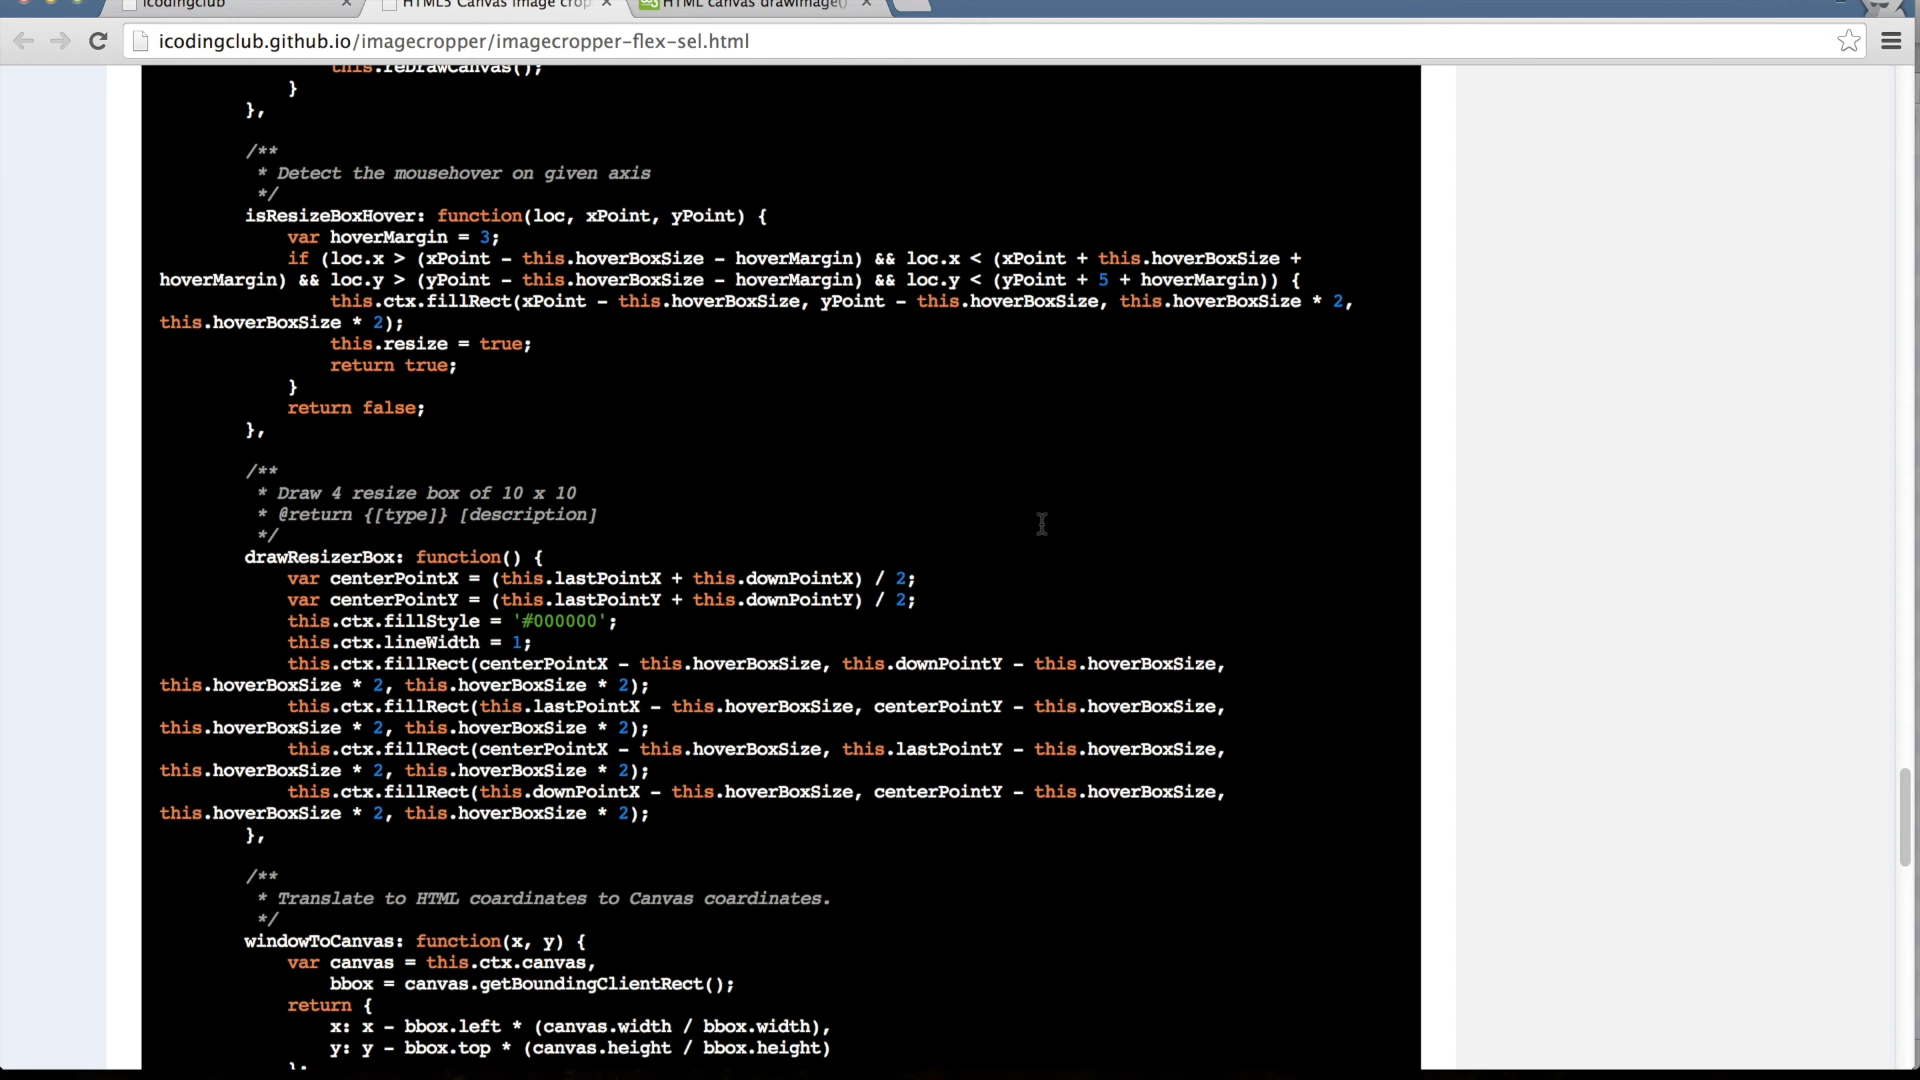 icodingclub
HTML5 Canvas image crop
HTML canvas drawImage()
icodingclub.github.io/imagecropper/imagecropper-flex-sel.html
this.reDrawCanvas();
}
},
/**
* Detect the mousehover on given axis
*/
isResizeBoxHover: function(loc, xPoint, yPoint) {
var hoverMargin = 3;
if (loc.x > (xPoint - this.hoverBoxSize - hoverMargin) && loc.x < (xPoint + this.hoverBoxSize +
hoverMargin) && loc.y > (yPoint - this.hoverBoxSize - hoverMargin) && loc.y < (yPoint + 5 + hoverMargin)) {
this.ctx.fillRect(xPoint - this.hoverBoxSize, yPoint - this.hoverBoxSize, this.hoverBoxSize * 2,
this.hoverBoxSize * 2);
this.resize = true;
return true;
}
return false;
},
/**
* Draw 4 resize box of 10 x 10
* @return {[type]} [description]
*/
drawResizerBox: function() {
var centerPointX = (this.lastPointX + this.downPointX) / 2;
var centerPointY = (this.lastPointY + this.downPointY) / 2;
this.ctx.fillStyle = '#000000';
this.ctx.lineWidth = 1;
this.ctx.fillRect(centerPointX - this.hoverBoxSize, this.downPointY - this.hoverBoxSize,
this.hoverBoxSize * 2, this.hoverBoxSize * 2);
this.ctx.fillRect(this.lastPointX - this.hoverBoxSize, centerPointY - this.hoverBoxSize,
this.hoverBoxSize * 2, this.hoverBoxSize * 2);
this.ctx.fillRect(centerPointX - this.hoverBoxSize, this.lastPointY - this.hoverBoxSize,
this.hoverBoxSize * 2, this.hoverBoxSize * 2);
this.ctx.fillRect(this.downPointX - this.hoverBoxSize, centerPointY - this.hoverBoxSize,
this.hoverBoxSize * 2, this.hoverBoxSize * 2);
},
/**
* Translate to HTML coordinates to Canvas coordinates.
*/
windowToCanvas: function(x, y) {
var canvas = this.ctx.canvas,
bbox = canvas.getBoundingClientRect();
return {
x: x - bbox.left * (canvas.width / bbox.width),
y: y - bbox.top * (canvas.height / bbox.height)
};